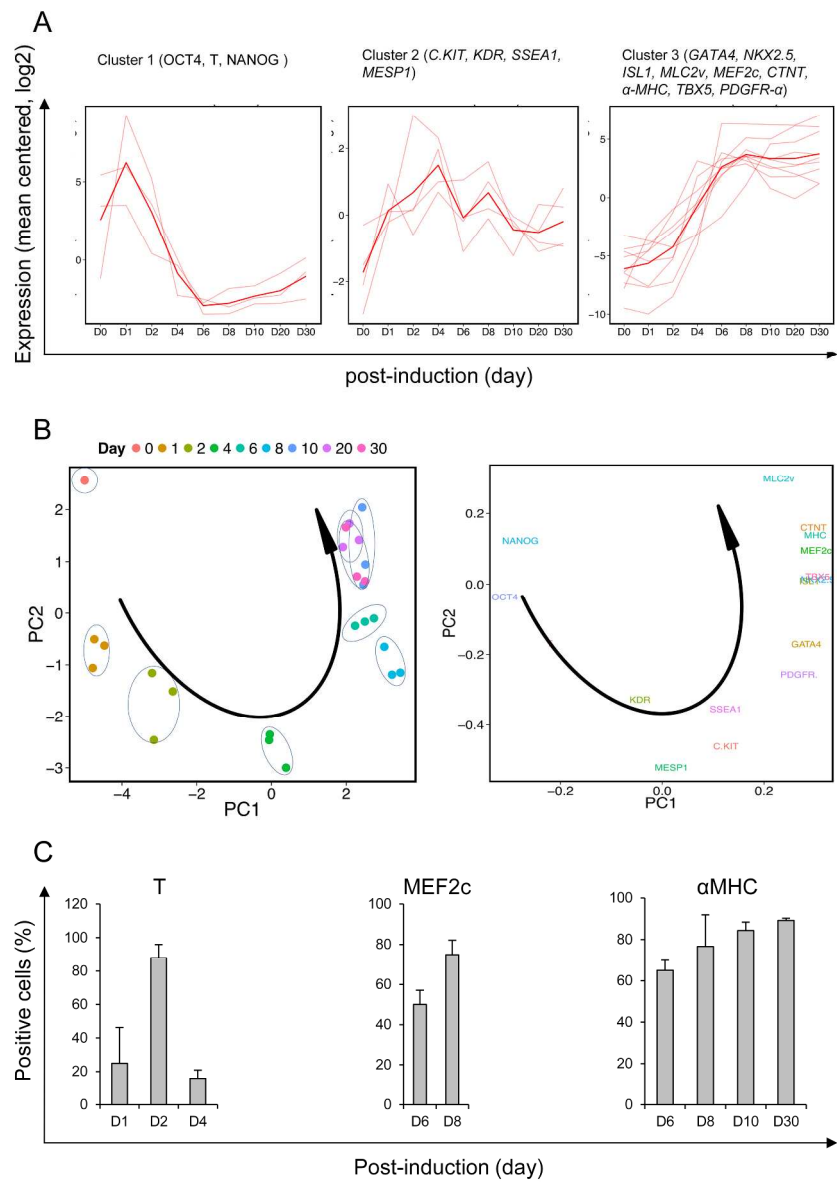 A
Cluster 1 (OCT4, T, NANOG )
Cluster 2 (C.KIT, KDR, SSEA1,
MESP1)
Cluster 3 (GATA4, NKX2.5,
ISL1, MLC2v, MEF2c, CTNT,
α-MHC, TBX5, PDGFR-α)
Expression (mean centered, log2)
5
0
D0 D1 D2 D4 D6 D8 D10 D20 D30
2
0
−2
D0 D1 D2 D4 D6 D8 D10 D20 D30
5
0
−5
−10
D0 D1 D2 D4 D6 D8 D10 D20 D30
post-induction (day)
B
Day 0 1 2 4 6 8 10 20 30
PC2
2
1
0
−1
−2
−3
−4 −2 0 2
PC1
PC2
0.2
0.0
−0.2
−0.4
MLC2v
CTNT
MHC
MEF2c
TBX5
NANOG
OCT4
GATA4
PDGFR.
KDR
SSEA1
C.KIT
MESP1
−0.2 0.0 0.2
PC1
C
Positive cells (%)
T
120
100
80
60
40
20
0
D1 D2 D4
MEF2c
100
80
60
40
20
0
D6 D8
αMHC
100
80
60
40
20
0
D6 D8 D10 D30
Post-induction (day)